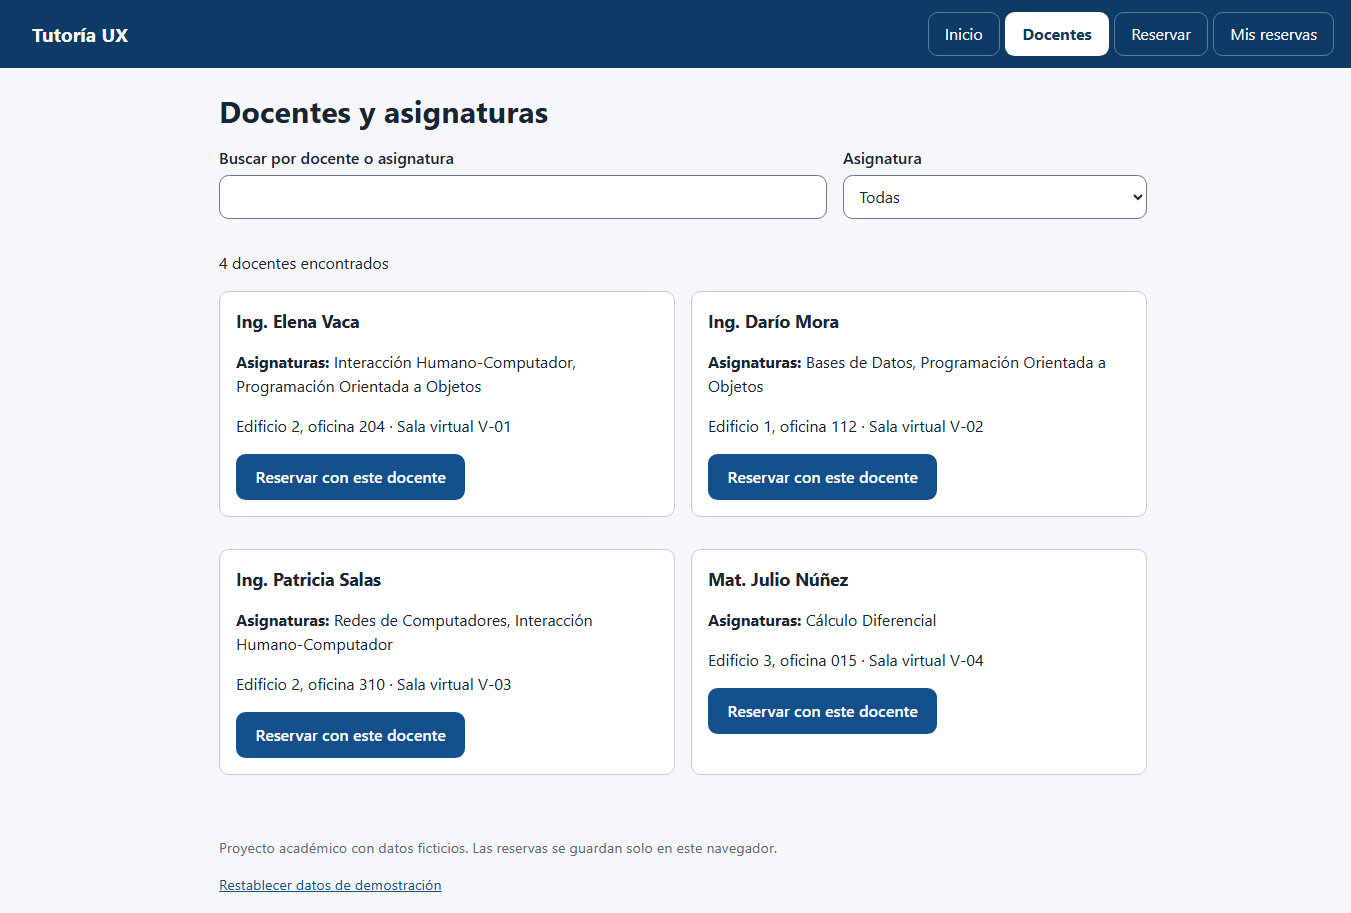 Tutoría UX
Inicio
Docentes
Reservar
Mis reservas
Docentes y asignaturas
Buscar por docente o asignatura
Asignatura
Todas
4 docentes encontrados
Ing. Elena Vaca
Asignaturas: Interacción Humano-Computador,
Programación Orientada a Objetos
Edificio 2, oficina 204 · Sala virtual V-01
Reservar con este docente
Ing. Darío Mora
Asignaturas: Bases de Datos, Programación Orientada a
Objetos
Edificio 1, oficina 112 · Sala virtual V-02
Reservar con este docente
Ing. Patricia Salas
Asignaturas: Redes de Computadores, Interacción
Humano-Computador
Edificio 2, oficina 310 · Sala virtual V-03
Reservar con este docente
Mat. Julio Núñez
Asignaturas: Cálculo Diferencial
Edificio 3, oficina 015 · Sala virtual V-04
Reservar con este docente
Proyecto académico con datos ficticios. Las reservas se guardan solo en este navegador.
Restablecer datos de demostración